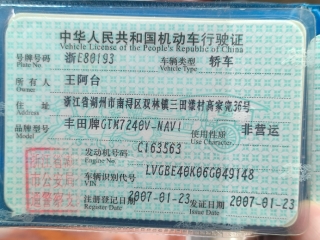 中华人民共和国机动车行驶证
Vehicle License of the People's Republic of China
号牌号码 浙E80193 车辆类型 轿车
Plate No Vehicle Type
所有人 王阿台
Owner
住址 浙江省湖州市南浔区双林镇三田漾村高家兜36号
Address
品牌型号 丰田牌GTM7240V-NAVI 使用性质 非营运
Model Use Character
发动机号码 C163563
Engine No
车辆识别代号 LVGBE40K06G049148
VIN
注册登记日期 2007-01-23 发证日期 2007-01-23
Register Date Issue Date